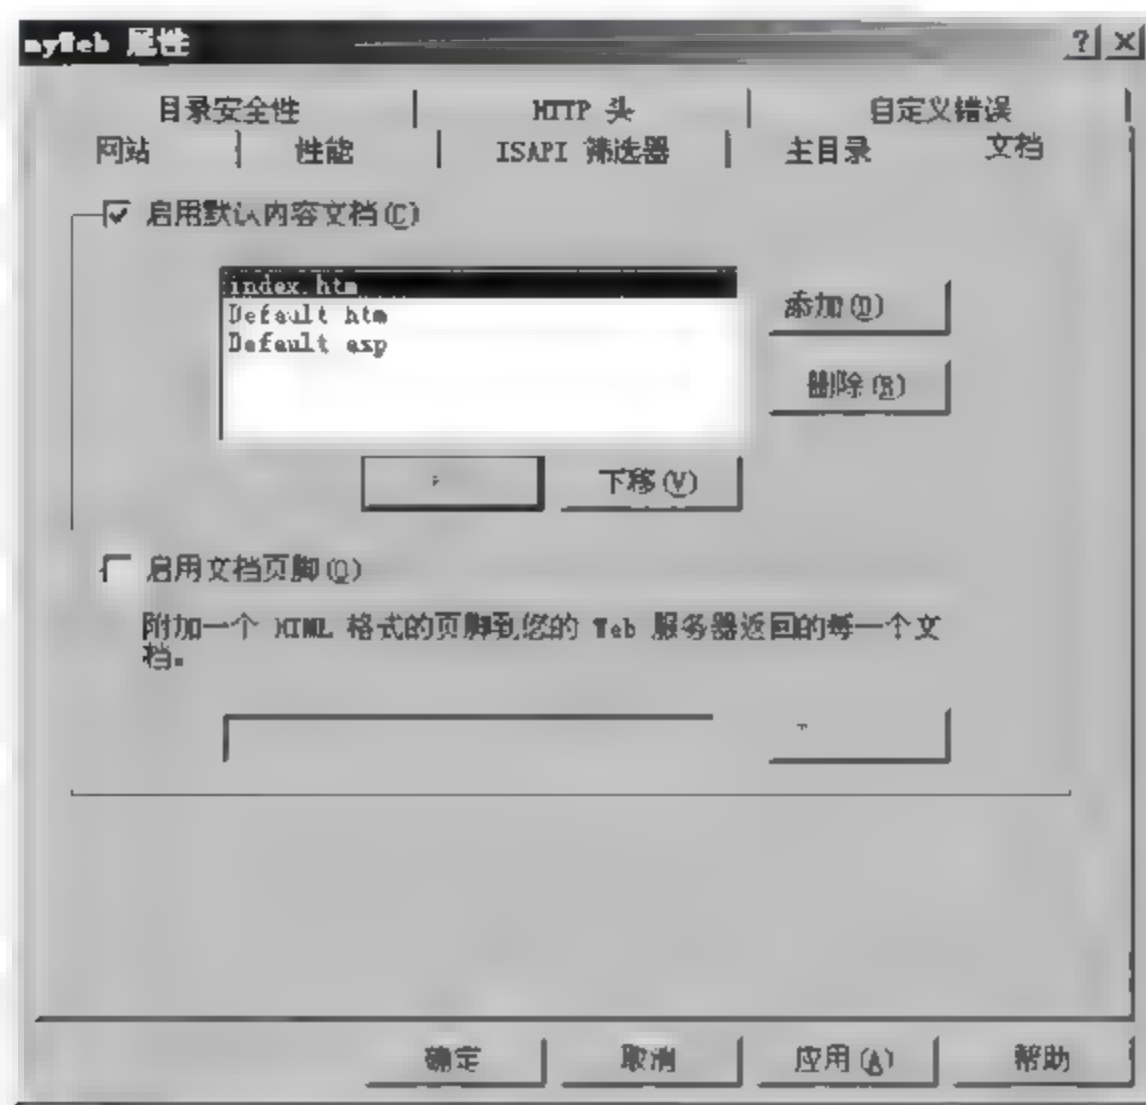 myWeb 属性
目录安全性 HTTP 头 自定义错误
网站 性能 ISAPI 筛选器 主目录 文档
启用默认内容文档(C)
index.htm
Default htm
Default asp
添加(D)
删除(R)
下移(V)
启用文档页脚(O)
附加一个 HTML 格式的页脚到您的 Web 服务器返回的每一个文
档。
确定 取消 应用(A) 帮助